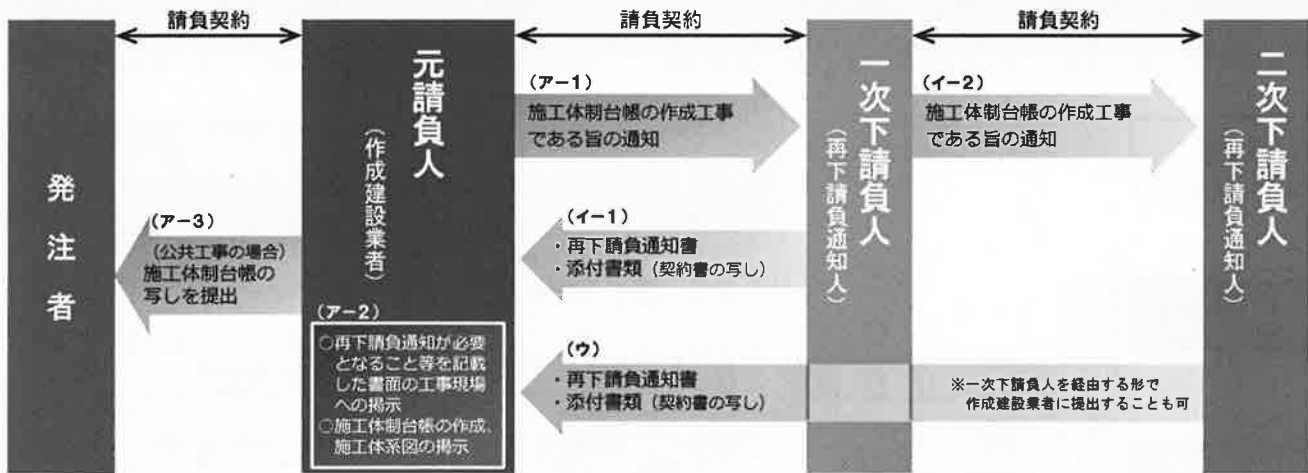 請負契約
請負契約
請負契約
発注者
元請負人
（作成建設業者）
一次下請負人
（再下請負通知人）
二次下請負人
（再下請負通知人）
（ア－1）
施工体制台帳の作成工事
である旨の通知
（イ－2）
施工体制台帳の作成工事
である旨の通知
（ア－3）
（公共工事の場合）
施工体制台帳の
写しを提出
（イ－1）
・再下請負通知書
・添付書類（契約書の写し）
（ア－2）
○再下請負通知が必要
となること等を記載
した書面の工事現場
への掲示
○施工体制台帳の作成、
施工体系図の掲示
（ウ）
・再下請負通知書
・添付書類（契約書の写し）
※一次下請負人を経由する形で
作成建設業者に提出することも可